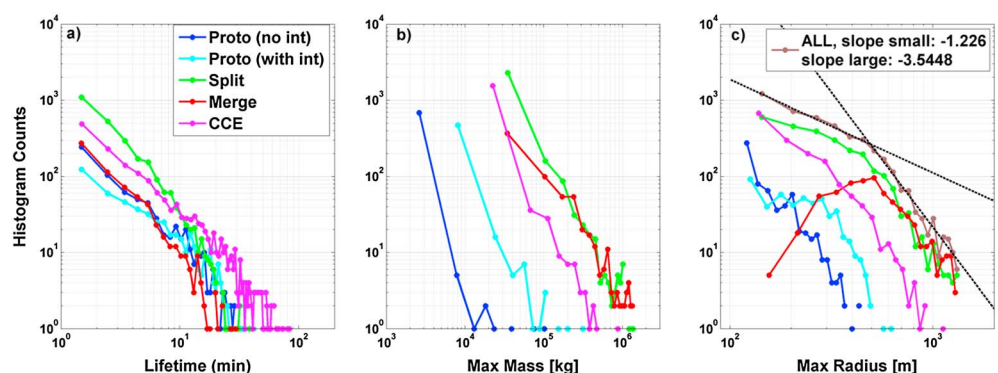 a)
Proto (no int)
Proto (with int)
Split
Merge
CCE
b)
c)
ALL, slope small: -1.226
slope large: -3.5448
Histogram Counts
10⁴
10³
10²
10¹
10⁰
10⁰
10¹
10²
Lifetime (min)
10⁴
10³
10²
10¹
10⁰
10³
10⁴
10⁵
10⁶
Max Mass [kg]
10⁴
10³
10²
10¹
10⁰
10²
10³
Max Radius [m]